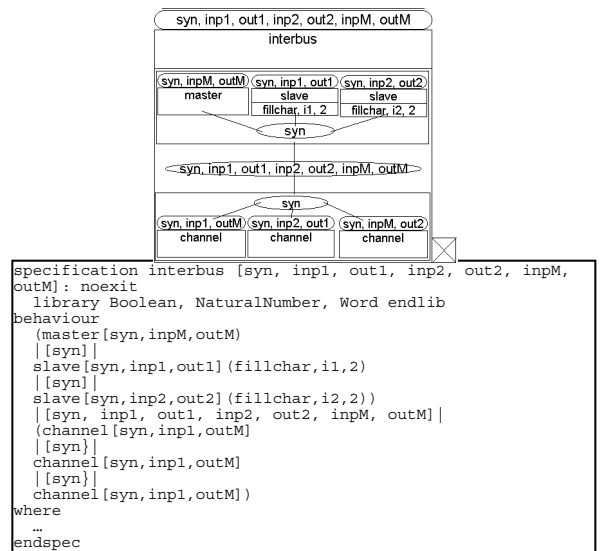 syn, inp1, out1, inp2, out2, inpM, outM
interbus
syn, inpM, outM syn, inp1, out1 syn, inp2, out2
master slave slave
fillchar, i1, 2 fillchar, i2, 2
syn
syn, inp1, out1, inp2, out2, inpM, outM
syn
syn, inp1, outM syn, inp2, out1 syn, inpM, out2
channel channel channel
specification interbus [syn, inp1, out1, inp2, out2, inpM,
outM]: noexit
library Boolean, NaturalNumber, Word endlib
behaviour
(master[syn,inpM,outM)
|[syn]|
slave[syn,inp1,out1](fillchar,i1,2)
|[syn]|
slave[syn,inp2,out2](fillchar,i2,2))
|[syn, inp1, out1, inp2, out2, inpM, outM]|
(channel[syn,inp1,outM]
|[syn}|
channel[syn,inp1,outM]
|[syn}|
channel[syn,inp1,outM])
where
…
endspec